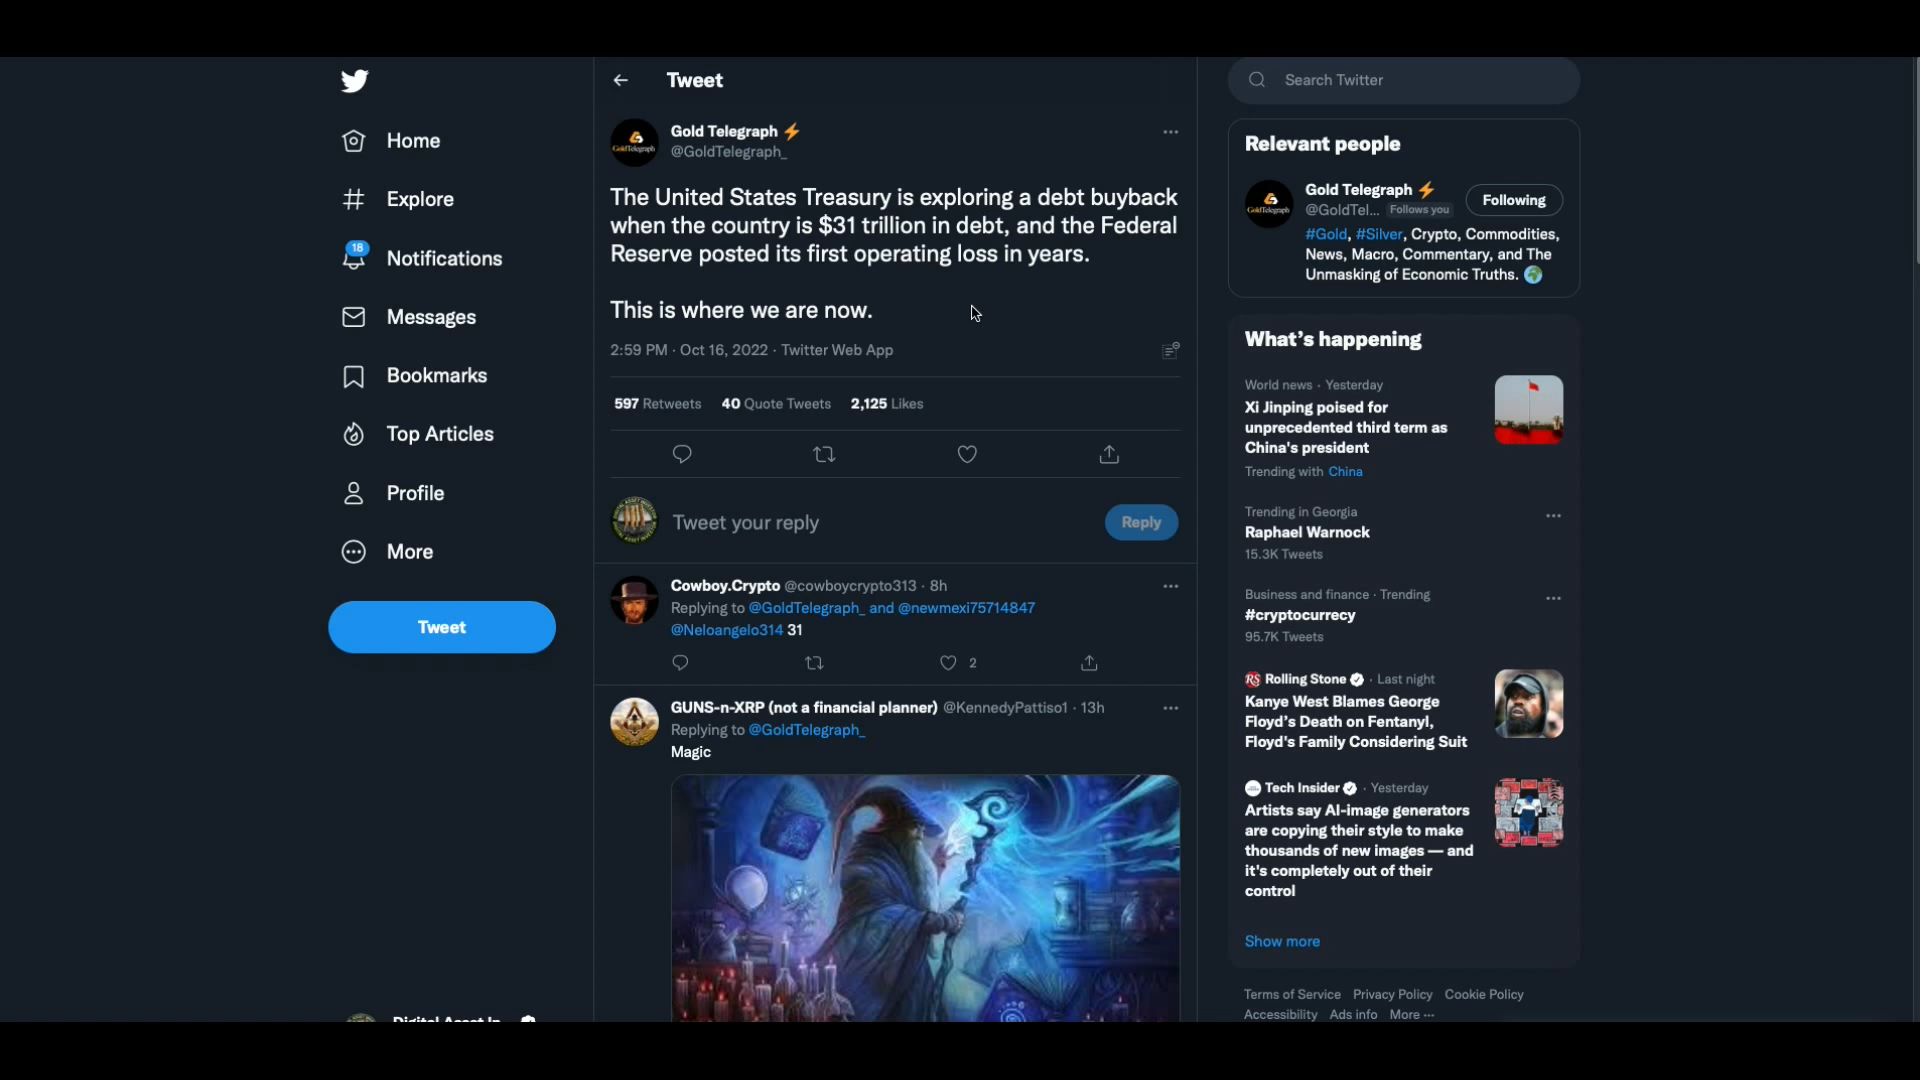 Home
Explore
18
Notifications
Messages
Bookmarks
Top Articles
Profile
More
Tweet
Tweet
Gold Telegraph ⚡
@GoldTelegraph_
The United States Treasury is exploring a debt buyback
when the country is $31 trillion in debt, and the Federal
Reserve posted its first operating loss in years.
This is where we are now.
2:59 PM · Oct 16, 2022 · Twitter Web App
597 Retweets 40 Quote Tweets 2,125 Likes
Tweet your reply
Reply
Cowboy.Crypto @cowboycrypto313 · 8h
Replying to @GoldTelegraph_ and @newmexi75714847
@Neloangelo314 31
2
GUNS-n-XRP (not a financial planner) @KennedyPattiso1 · 13h
Replying to @GoldTelegraph_
Magic
Search Twitter
Relevant people
Gold Telegraph ⚡
@GoldTel... Follows you
Following
#Gold, #Silver, Crypto, Commodities,
News, Macro, Commentary, and The
Unmasking of Economic Truths. 🌍
What's happening
World news · Yesterday
Xi Jinping poised for
unprecedented third term as
China's president
Trending with China
Trending in Georgia
Raphael Warnock
15.3K Tweets
Business and finance · Trending
#cryptocurrecy
95.7K Tweets
Rolling Stone · Last night
Kanye West Blames George
Floyd's Death on Fentanyl,
Floyd's Family Considering Suit
Tech Insider · Yesterday
Artists say AI-image generators
are copying their style to make
thousands of new images — and
it's completely out of their
control
Show more
Terms of Service Privacy Policy Cookie Policy
Accessibility Ads info More ···